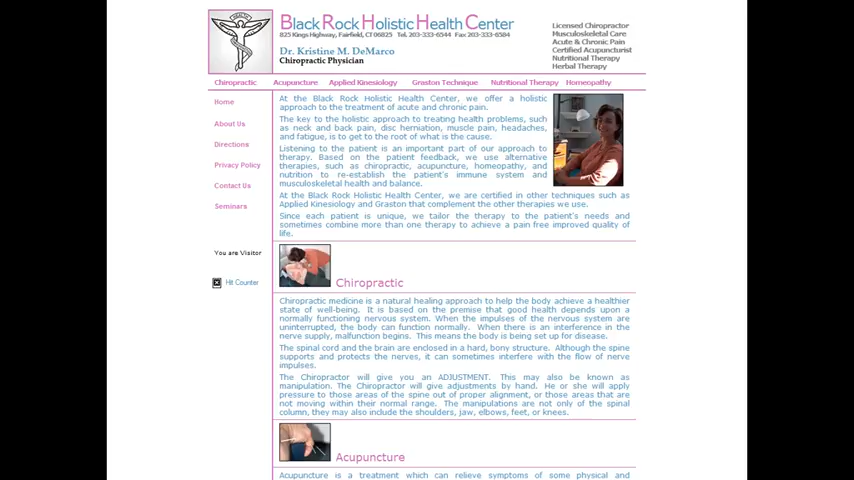 HEALTH
Black Rock Holistic Health Center
825 Kings Highway, Fairfield, CT 06825 Tel. 203-333-6544 Fax 203-333-6584
Dr. Kristine M. DeMarco
Chiropractic Physician
Licensed Chiropractor
Musculoskeletal Care
Acute & Chronic Pain
Certified Acupuncturist
Nutritional Therapy
Herbal Therapy
Chiropractic Acupuncture Applied Kinesiology Graston Technique Nutritional Therapy Homeopathy
Home
About Us
Directions
Privacy Policy
Contact Us
Seminars
You are Visitor
Hit Counter
At the Black Rock Holistic Health Center, we offer a holistic
approach to the treatment of acute and chronic pain.
The key to the holistic approach to treating health problems, such
as neck and back pain, disc herniation, muscle pain, headaches,
and fatigue, is to get to the root of what is the cause.
Listening to the patient is an important part of our approach to
therapy. Based on the patient feedback, we use alternative
therapies, such as chiropractic, acupuncture, homeopathy, and
nutrition to re-establish the patient's immune system and
musculoskeletal health and balance.
At the Black Rock Holistic Health Center, we are certified in other techniques such as
Applied Kinesiology and Graston that complement the other therapies we use.
Since each patient is unique, we tailor the therapy to the patient's needs and
sometimes combine more than one therapy to achieve a pain free improved quality of
life.
Chiropractic
Chiropractic medicine is a natural healing approach to help the body achieve a healthier
state of well-being. It is based on the premise that good health depends upon a
normally functioning nervous system. When the impulses of the nervous system are
uninterrupted, the body can function normally. When there is an interference in the
nerve supply, malfunction begins. This means the body is being set up for disease.
The spinal cord and the brain are enclosed in a hard, bony structure. Although the spine
supports and protects the nerves, it can sometimes interfere with the flow of nerve
impulses.
The Chiropractor will give you an ADJUSTMENT. This may also be known as
manipulation. The Chiropractor will give adjustments by hand. He or she will apply
pressure to those areas of the spine out of proper alignment, or those areas that are
not moving within their normal range. The manipulations are not only of the spinal
column, they may also include the shoulders, jaw, elbows, feet, or knees.
Acupuncture
Acupuncture is a treatment which can relieve symptoms of some physical and